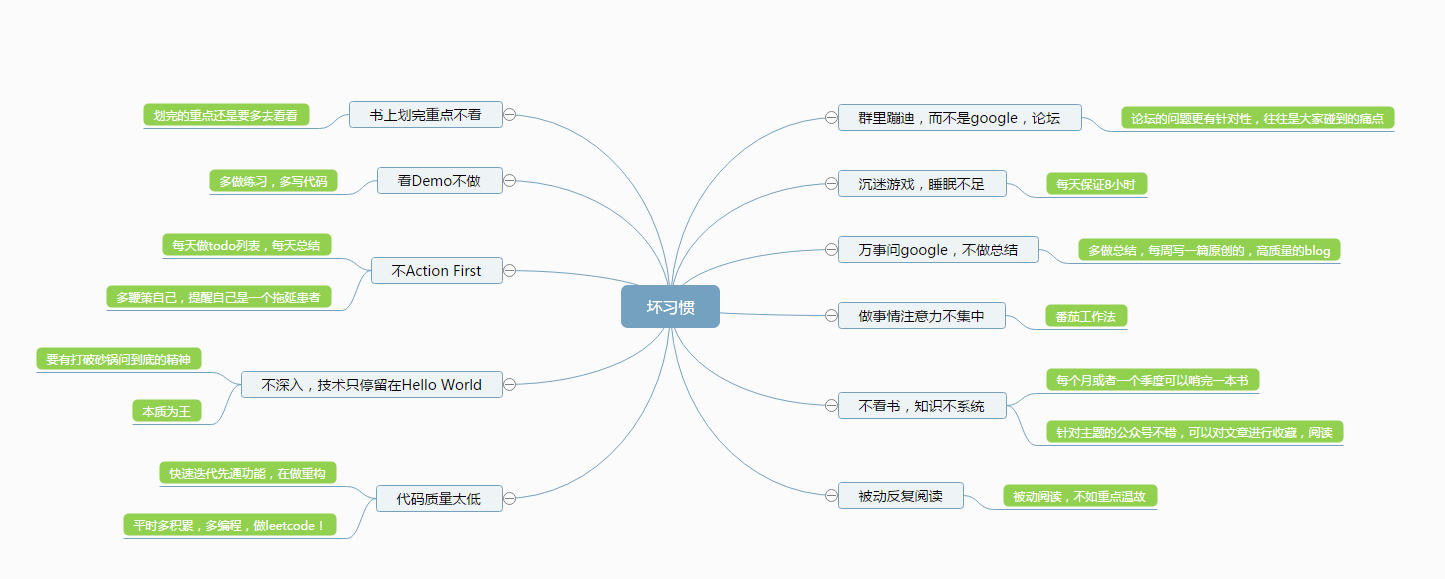 坏习惯
书上划完重点不看
划完的重点还是要多去看看
看Demo不做
多做练习，多写代码
不Action First
每天做todo列表，每天总结
多鞭策自己，提醒自己是一个拖延患者
不深入，技术只停留在Hello World
要有打破砂锅问到底的精神
本质为王
代码质量太低
快速迭代先通功能，在做重构
平时多积累，多编程，做leetcode！
群里蹦迪，而不是google，论坛
论坛的问题更有针对性，往往是大家碰到的痛点
沉迷游戏，睡眠不足
每天保证8小时
万事问google，不做总结
多做总结，每周写一篇原创的，高质量的blog
做事情注意力不集中
番茄工作法
不看书，知识不系统
每个月或者一个季度可以啃完一本书
针对主题的公众号不错，可以对文章进行收藏，阅读
被动反复阅读
被动阅读，不如重点温故